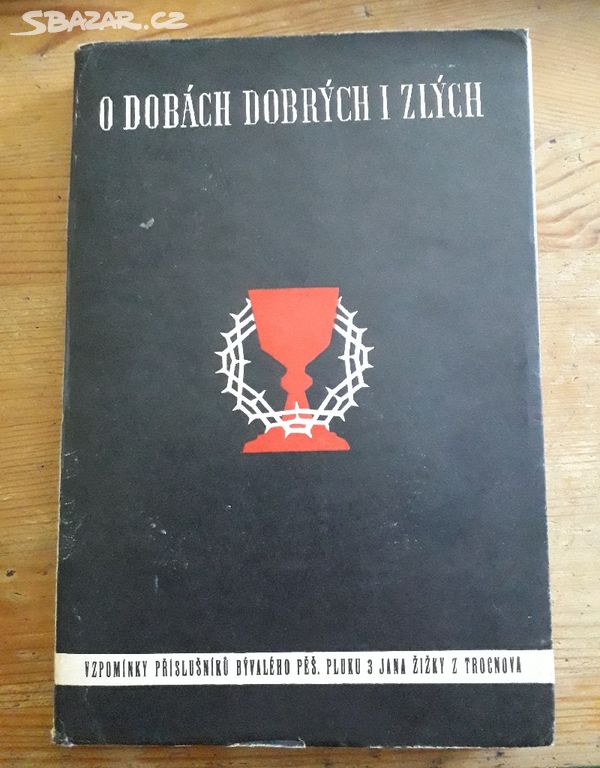 SBAZAR.CZ
O DOBÁCH DOBRÝCH I ZLÝCH
VZPOMÍNKY PŘÍSLUŠNÍKŮ BÝVALÉHO PĚŠ. PLUKU 3 JANA ŽIŽKY Z TROCNOVA